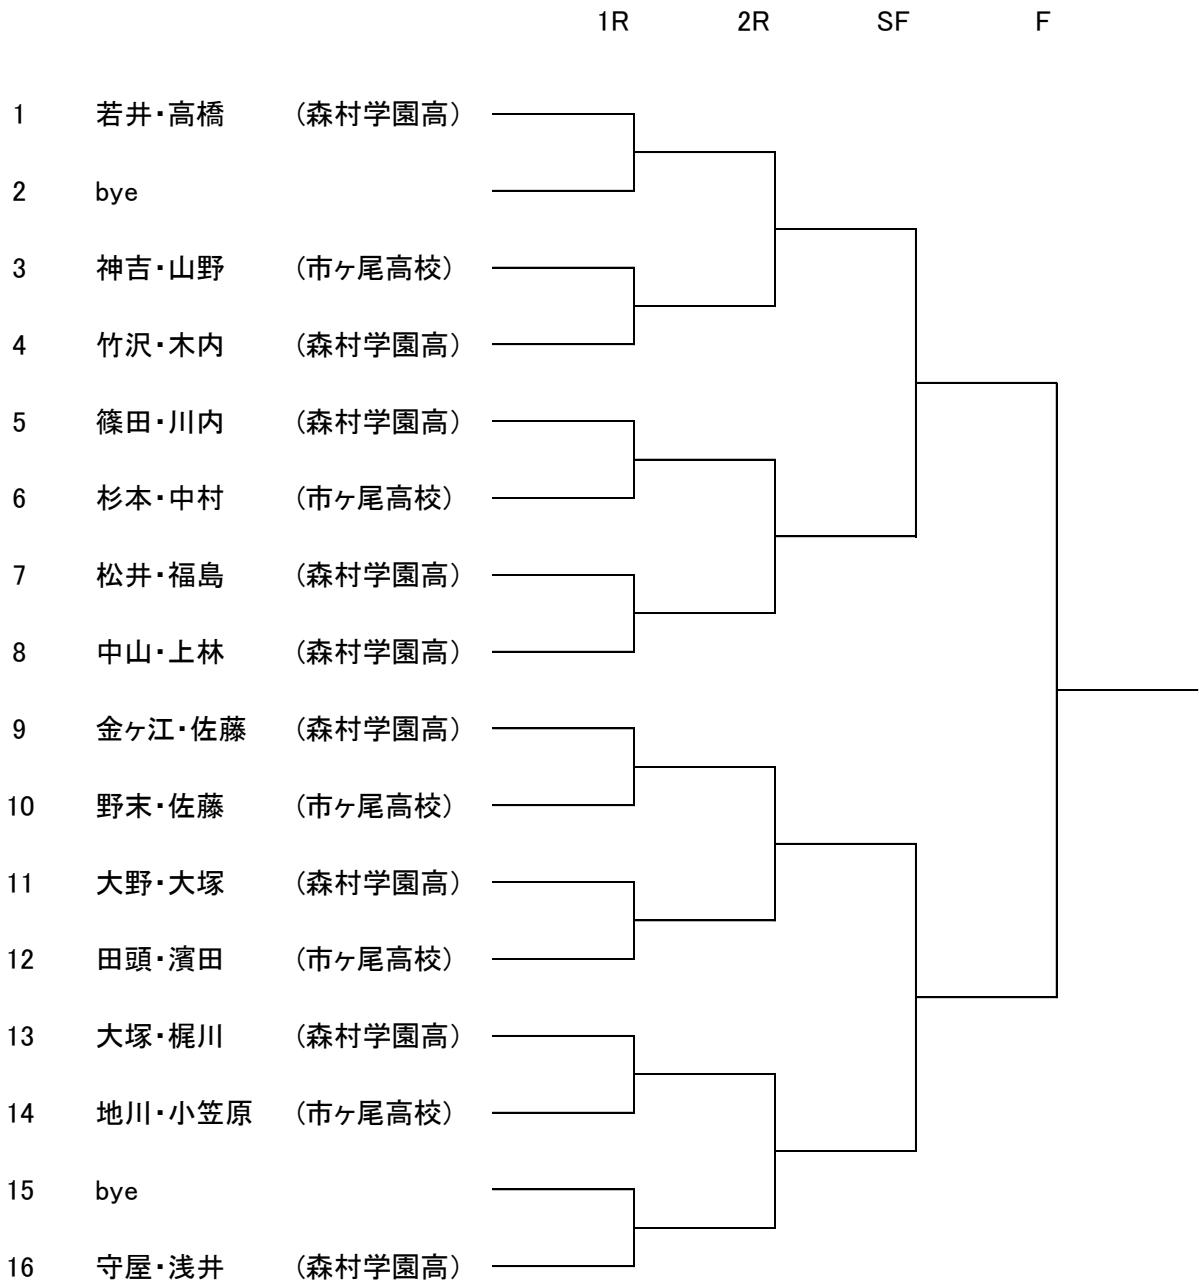 1R 2R SF F
1 若井・高橋 (森村学園高)
2 bye
3 神吉・山野 (市ヶ尾高校)
4 竹沢・木内 (森村学園高)
5 篠田・川内 (森村学園高)
6 杉本・中村 (市ヶ尾高校)
7 松井・福島 (森村学園高)
8 中山・上林 (森村学園高)
9 金ヶ江・佐藤 (森村学園高)
10 野末・佐藤 (市ヶ尾高校)
11 大野・大塚 (森村学園高)
12 田頭・濱田 (市ヶ尾高校)
13 大塚・梶川 (森村学園高)
14 地川・小笠原 (市ヶ尾高校)
15 bye
16 守屋・浅井 (森村学園高)